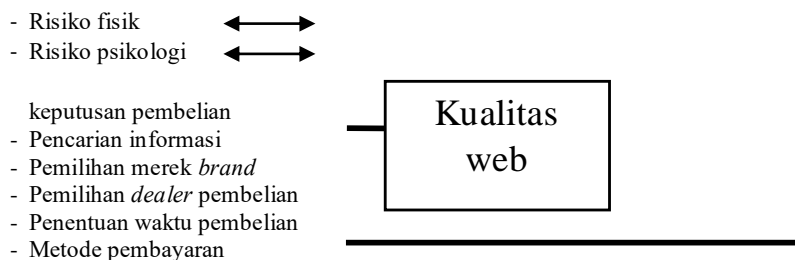 - Risiko fisik
- Risiko psikologi
keputusan pembelian
- Pencarian informasi
- Pemilihan merek brand
- Pemilihan dealer pembelian
- Penentuan waktu pembelian
- Metode pembayaran
Kualitas
web